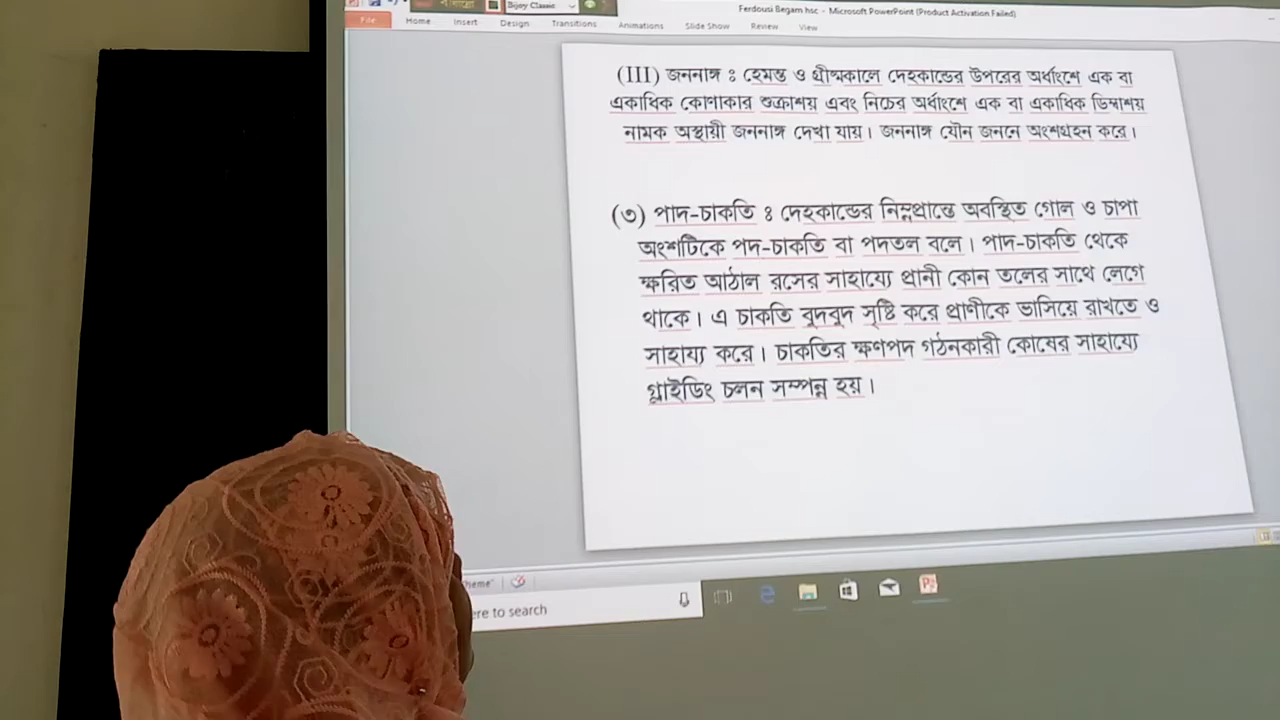 Bijoy Classic
Ferdousi Begam hsc - Microsoft PowerPoint (Product Activation Failed)
File Home Insert Design Transitions Animations Slide Show Review View
(III) জননাঙ্গ ঃ হেমন্ত ও গ্রীষ্মকালে দেহকান্ডের উপরের অর্ধাংশে এক বা
একাধিক কোণাকার শুক্রাশয় এবং নিচের অর্ধাংশে এক বা একাধিক ডিম্বাশয়
নামক অস্থায়ী জননাঙ্গ দেখা যায়। জননাঙ্গ যৌন জননে অংশগ্রহন করে।
(৩) পাদ-চাকতি ঃ দেহকান্ডের নিম্নপ্রান্তে অবস্থিত গোল ও চাপা
অংশটিকে পদ-চাকতি বা পদতল বলে। পাদ-চাকতি থেকে
ক্ষরিত আঠাল রসের সাহায্যে প্রানী কোন তলের সাথে লেগে
থাকে। এ চাকতি বুদবুদ সৃষ্টি করে প্রাণীকে ভাসিয়ে রাখতে ও
সাহায্য করে। চাকতির ক্ষণপদ গঠনকারী কোষের সাহায্যে
গ্লাইডিং চলন সম্পন্ন হয়।
heme"
ere to search